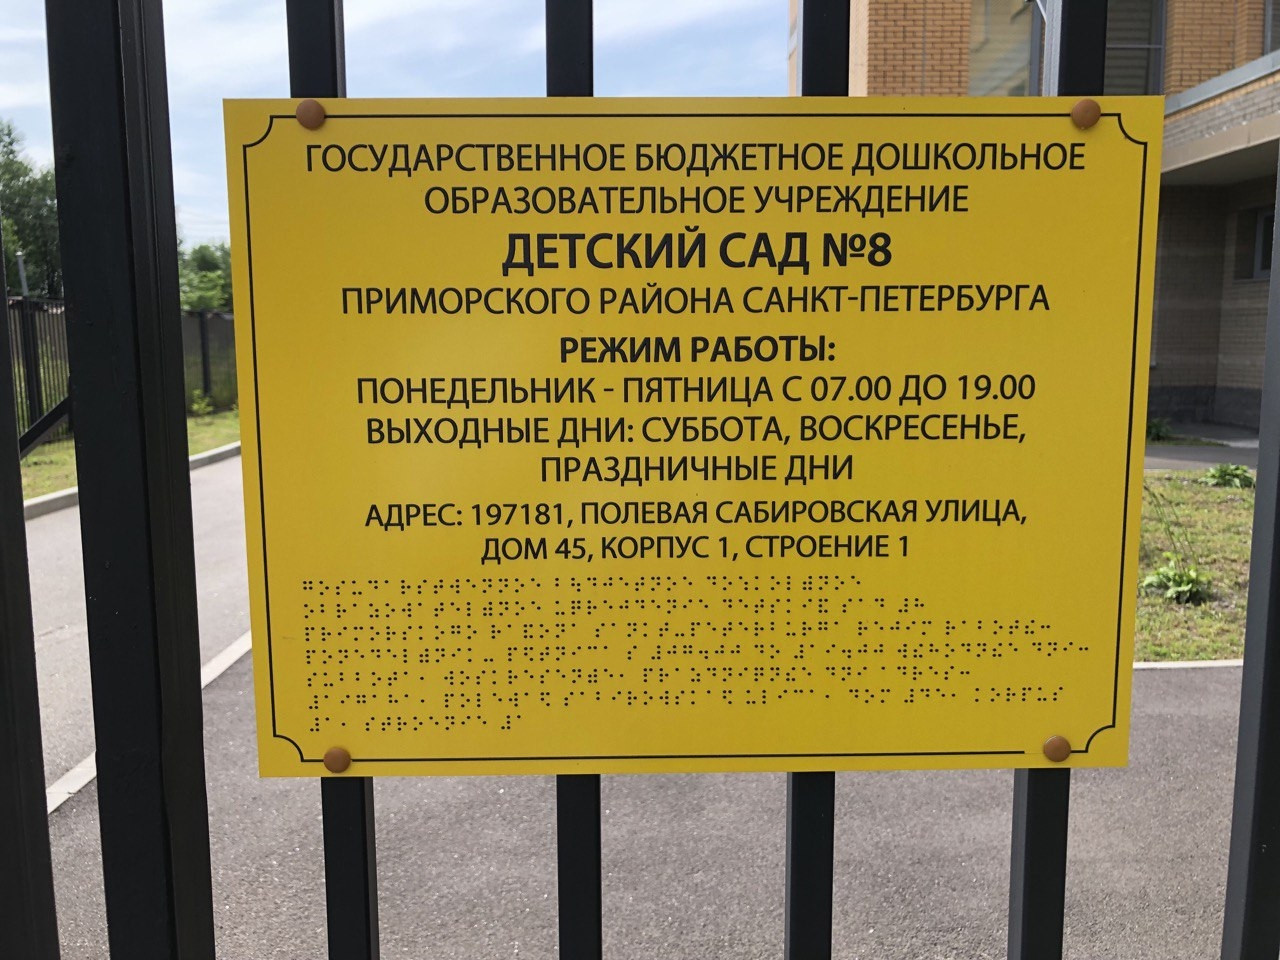 ГОСУДАРСТВЕННОЕ БЮДЖЕТНОЕ ДОШКОЛЬНОЕ
ОБРАЗОВАТЕЛЬНОЕ УЧРЕЖДЕНИЕ
ДЕТСКИЙ САД №8
ПРИМОРСКОГО РАЙОНА САНКТ-ПЕТЕРБУРГА
РЕЖИМ РАБОТЫ:
ПОНЕДЕЛЬНИК - ПЯТНИЦА С 07.00 ДО 19.00
ВЫХОДНЫЕ ДНИ: СУББОТА, ВОСКРЕСЕНЬЕ,
ПРАЗДНИЧНЫЕ ДНИ
АДРЕС: 197181, ПОЛЕВАЯ САБИРОВСКАЯ УЛИЦА,
ДОМ 45, КОРПУС 1, СТРОЕНИЕ 1